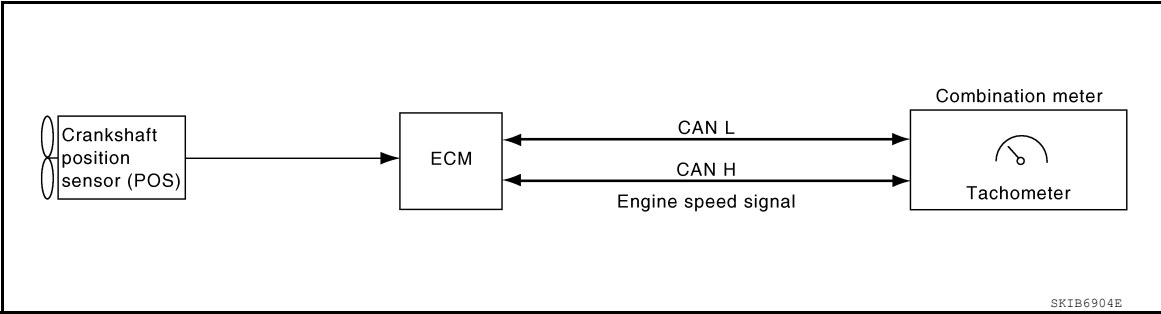 Crankshaft
position
sensor (POS)
ECM
CAN L
CAN H
Engine speed signal
Combination meter
Tachometer
SKIB6904E